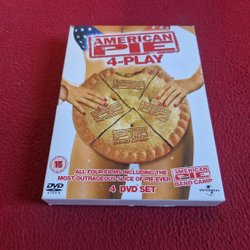 AMERICAN
PIE
4-PLAY
ALL FOUR FILMS INCLUDING THE
MOST OUTRAGEOUS SLICE OF PIE EVER
4 DVD SET
AMERICAN
PIE
BAND CAMP
15
DVD
UNIVERSAL